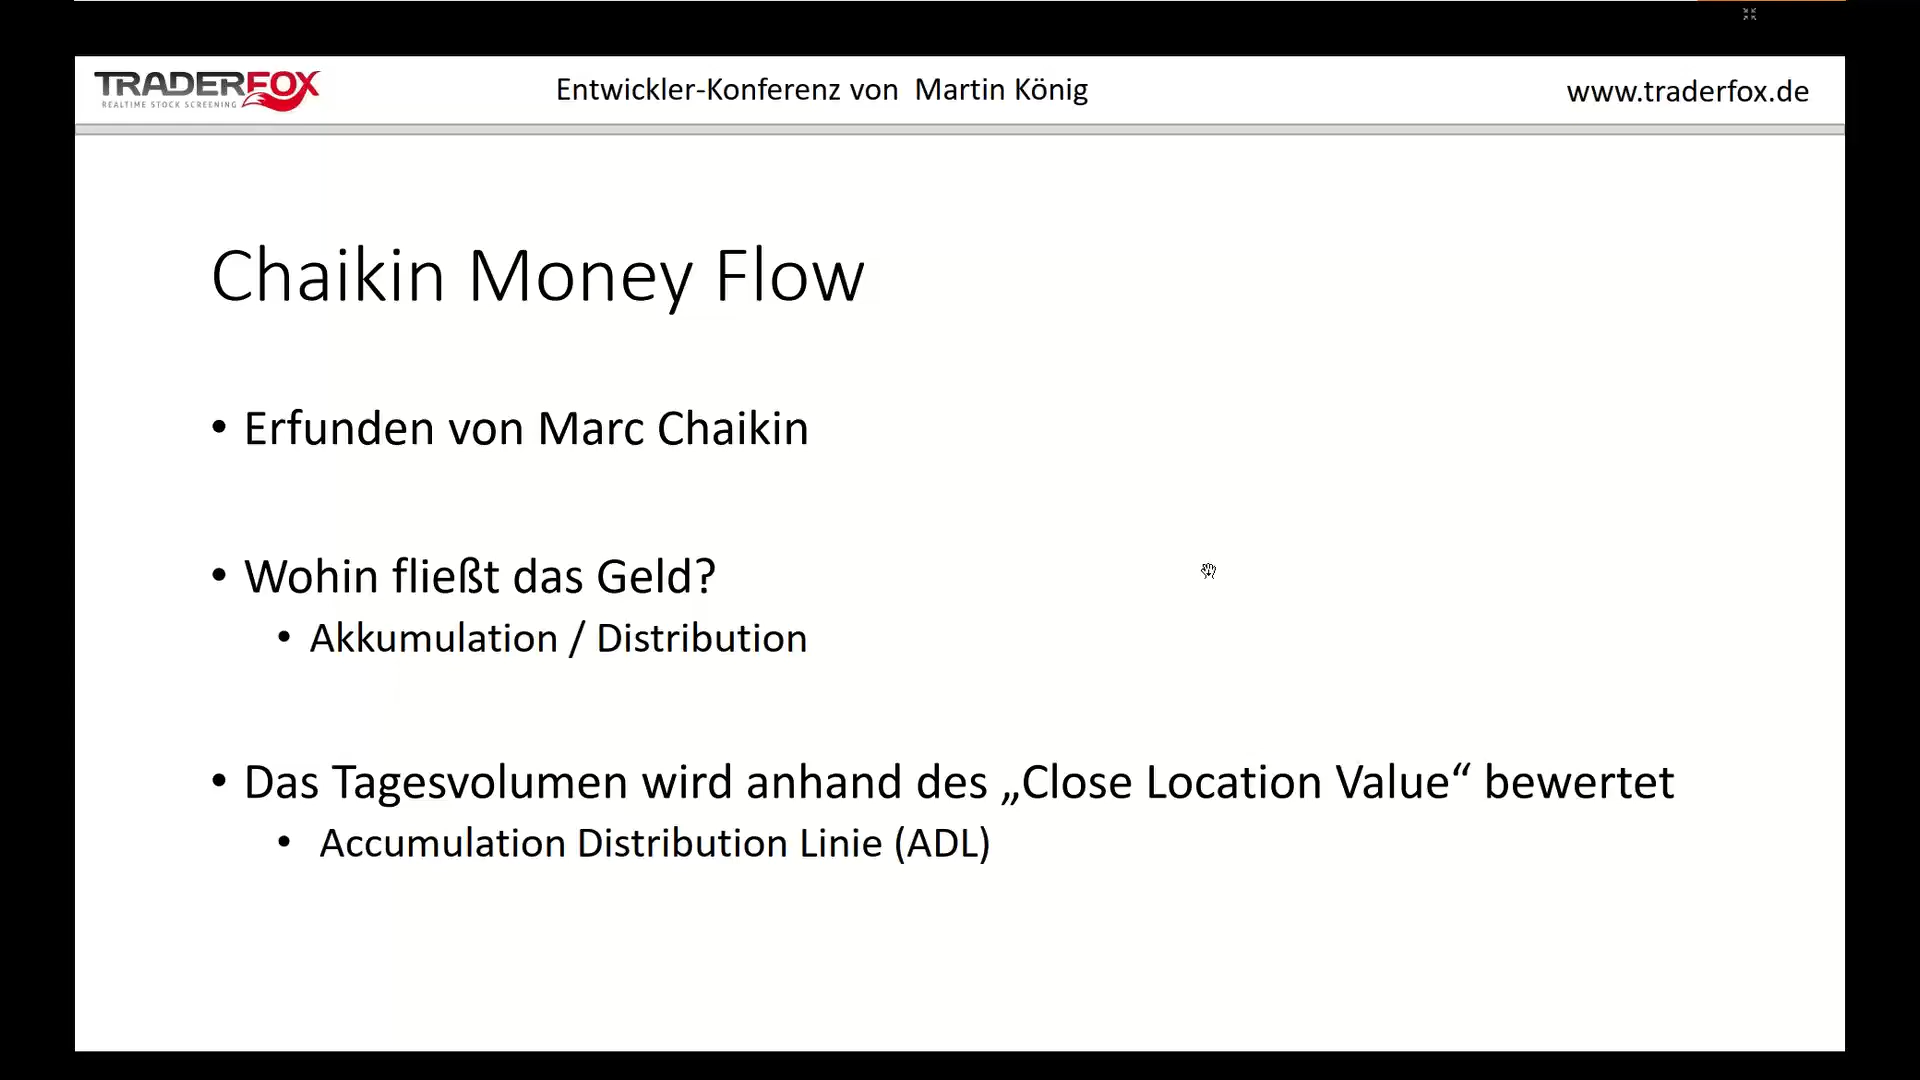 TRADERFOX
REALTIME STOCK SCREENING
Entwickler-Konferenz von Martin König
www.traderfox.de
Chaikin Money Flow
• Erfunden von Marc Chaikin
• Wohin fließt das Geld?
• Akkumulation / Distribution
• Das Tagesvolumen wird anhand des „Close Location Value“ bewertet
• Accumulation Distribution Linie (ADL)